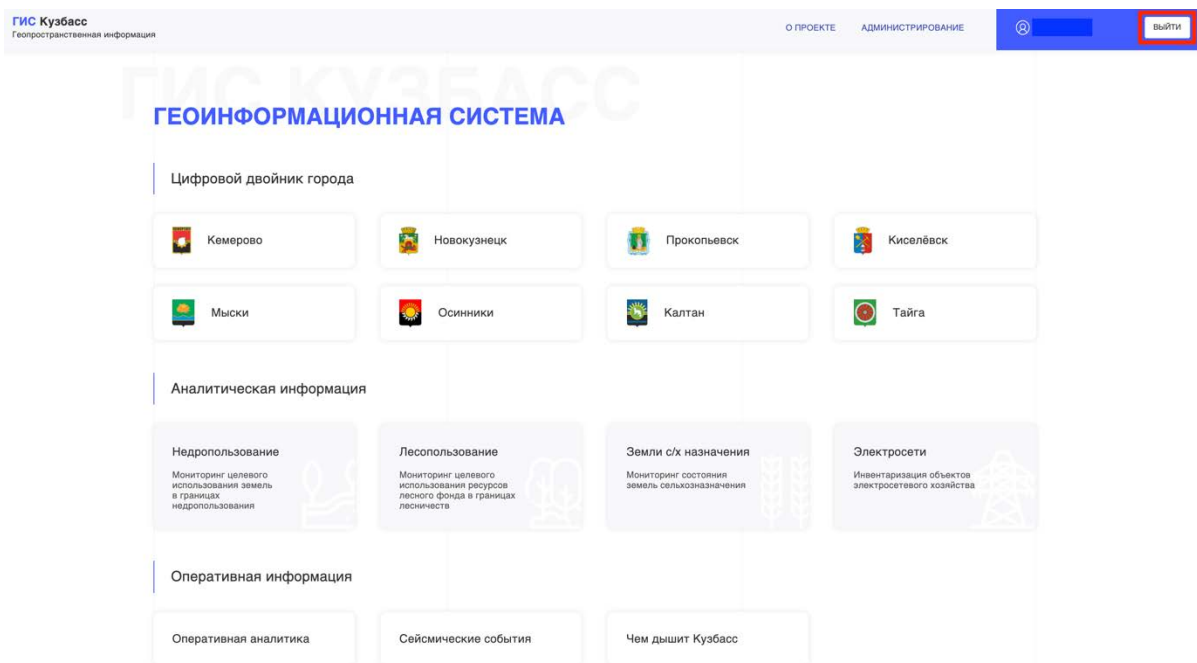 ГИС Кузбасс
Геопространственная информация
О ПРОЕКТЕ
АДМИНИСТРИРОВАНИЕ
ВЫЙТИ
ГИС КУЗБАСС
ГЕОИНФОРМАЦИОННАЯ СИСТЕМА
Цифровой двойник города
Кемерово
Новокузнецк
Прокопьевск
Киселёвск
Мыски
Осинники
Калтан
Тайга
Аналитическая информация
Недропользование
Мониторинг целевого
использования земель
в границах
недропользования
Лесопользование
Мониторинг целевого
использования ресурсов
лесного фонда в границах
лесничеств
Земли с/х назначения
Мониторинг состояния
земель сельхозназначения
Электросети
Инвентаризация объектов
электросетевого хозяйства
Оперативная информация
Оперативная аналитика
Сейсмические события
Чем дышит Кузбасс